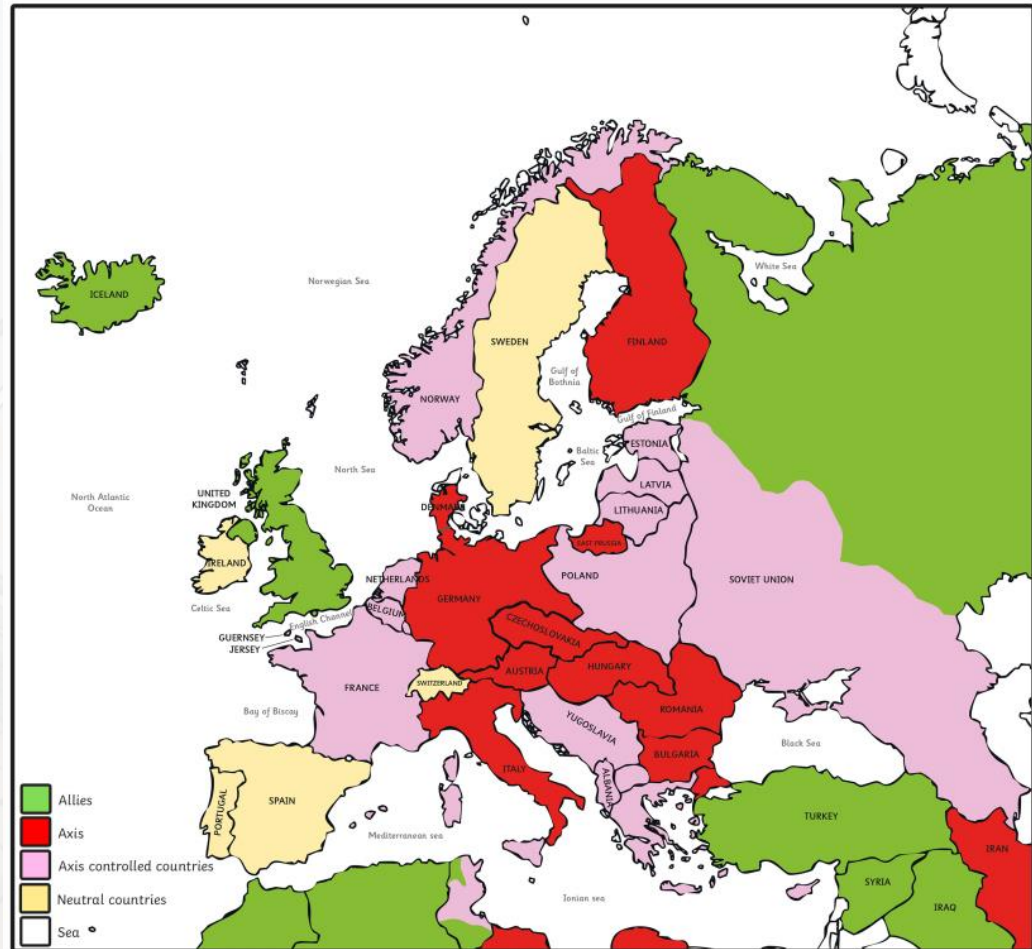 ICELAND
Norwegian Sea
White Sea
SWEDEN
FINLAND
Gulf of
Bothnia
NORWAY
Gulf of Finland
ESTONIA
Baltic
Sea
North Sea
LATVIA
North Atlantic
Ocean
UNITED
KINGDOM
DENMARK
LITHUANIA
EAST PRUSSIA
IRELAND
NETHERLANDS
POLAND
SOVIET UNION
GERMANY
Celtic Sea
BELGIUM
English Channel
CZECHOSLOVAKIA
GUERNSEY
JERSEY
AUSTRIA
HUNGARY
FRANCE
SWITZERLAND
Bay of Biscay
ROMANIA
YUGOSLAVIA
Black Sea
BULGARIA
ITALY
ALBANIA
PORTUGAL
SPAIN
TURKEY
Mediterranean sea
IRAN
SYRIA
Ionian sea
IRAQ
Allies
Axis
Axis controlled countries
Neutral countries
Sea